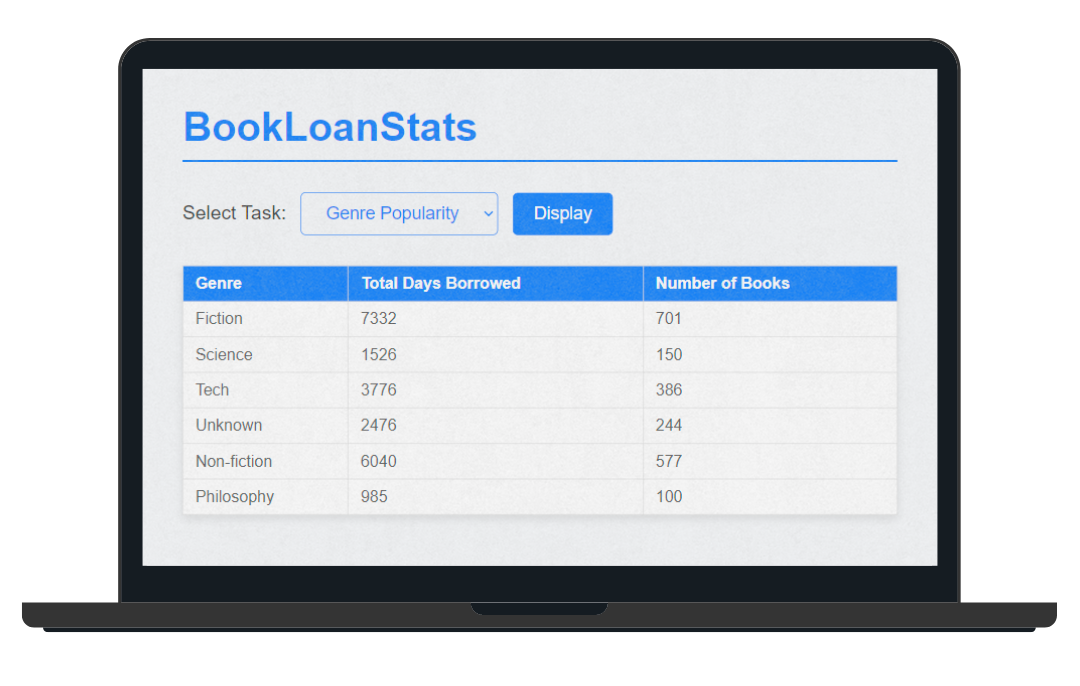 BookLoanStats
Select Task: Genre Popularity Display
Genre Total Days Borrowed Number of Books
Fiction 7332 701
Science 1526 150
Tech 3776 386
Unknown 2476 244
Non-fiction 6040 577
Philosophy 985 100